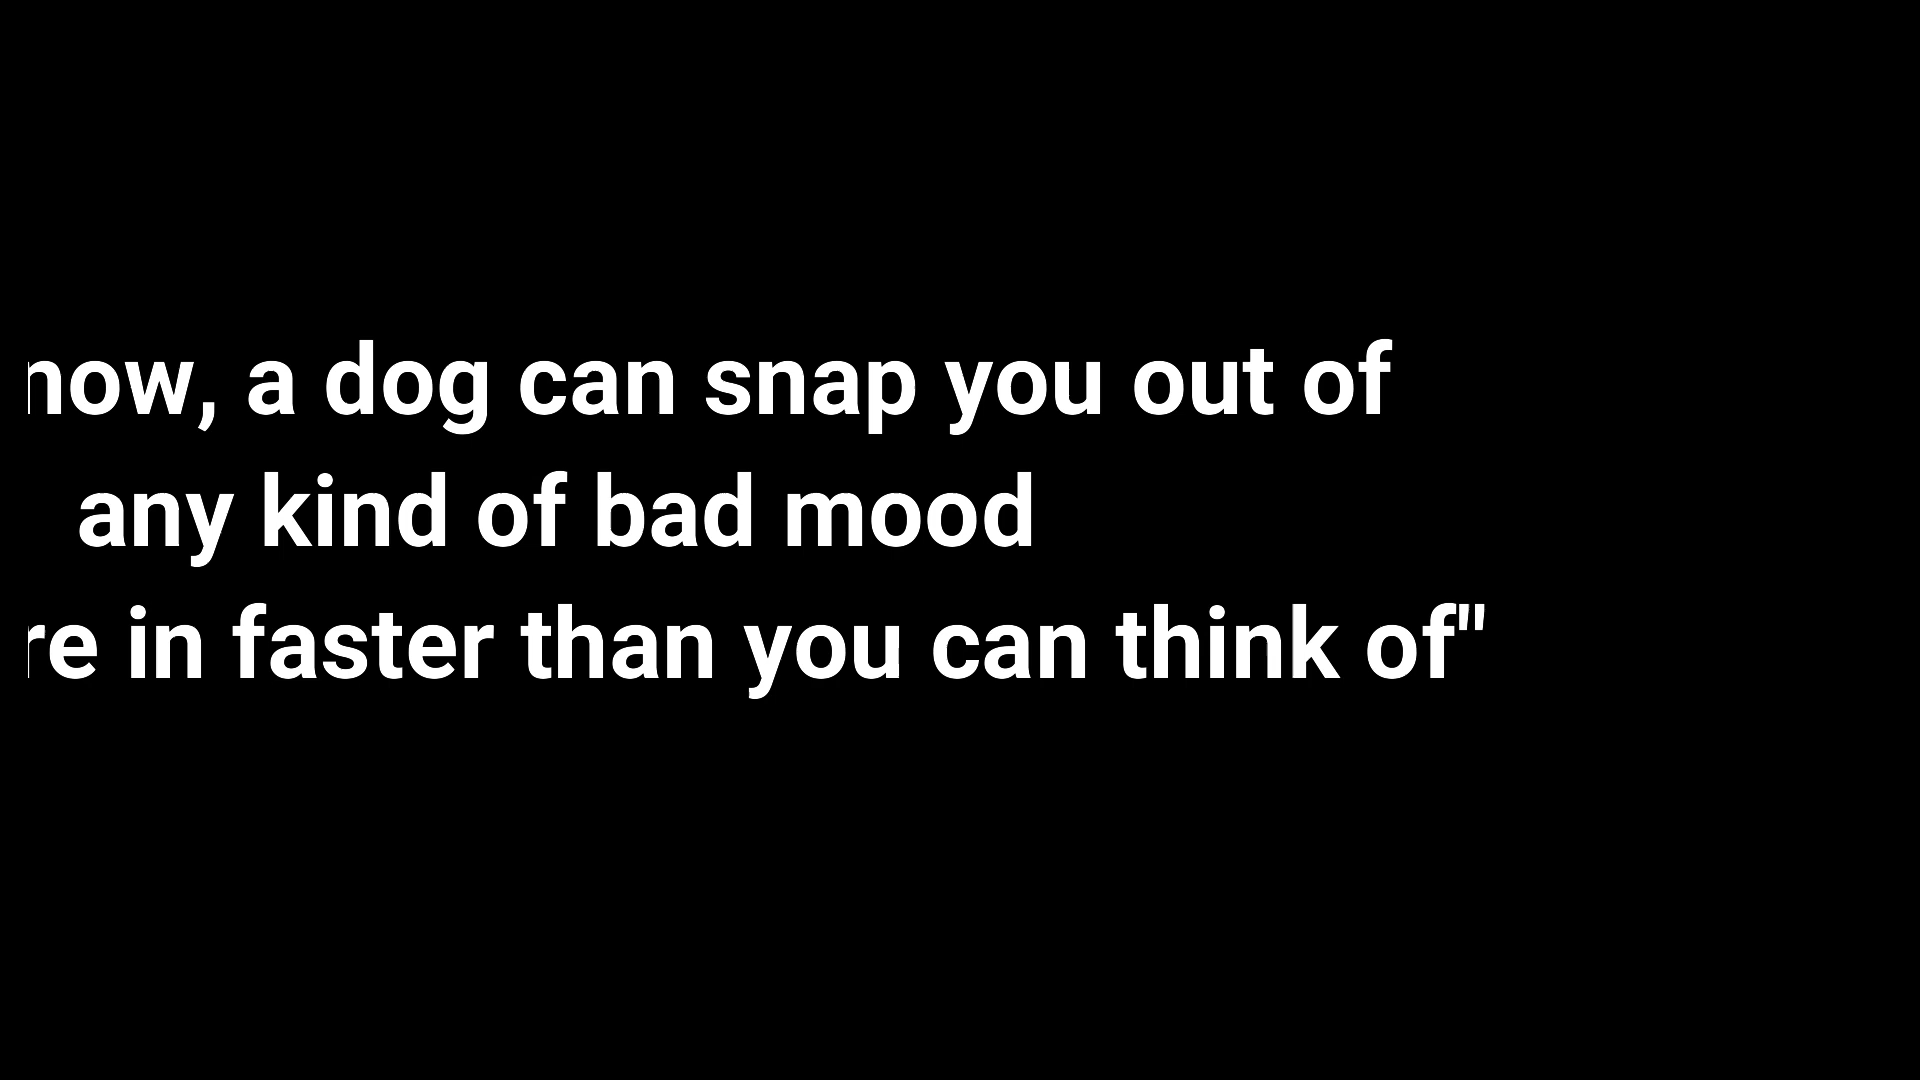 now, a dog can snap you out of
any kind of bad mood
re in faster than you can think of"